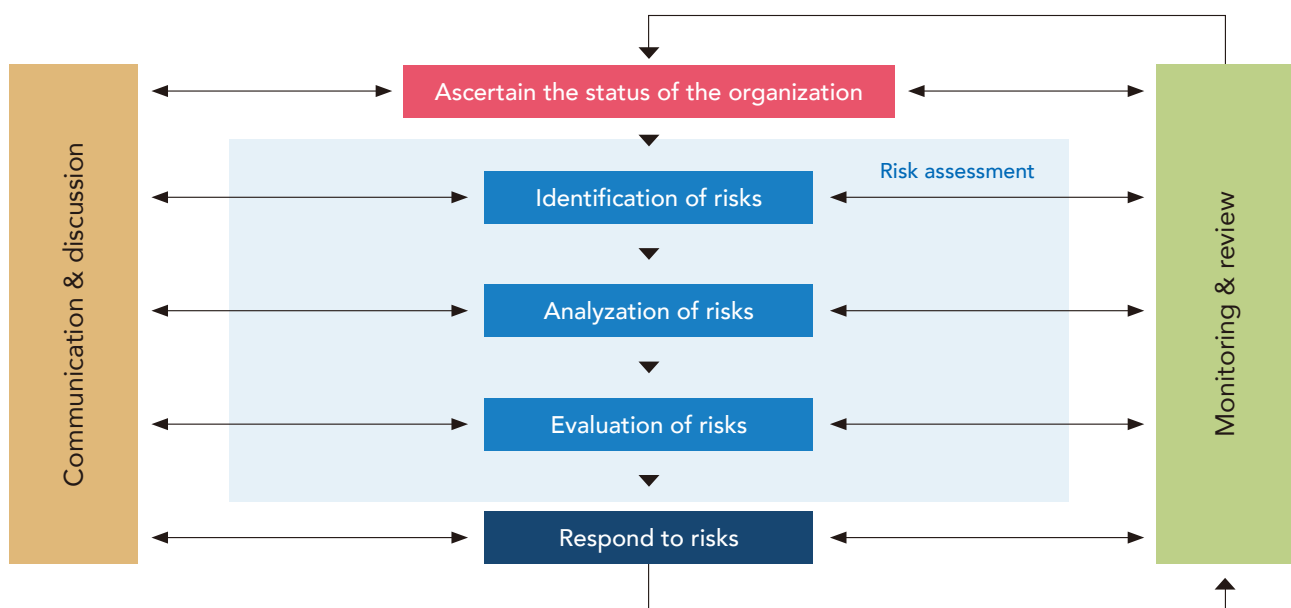 Ascertain the status of the organization
Communication & discussion
Risk assessment
Identification of risks
Analyzation of risks
Evaluation of risks
Respond to risks
Monitoring & review